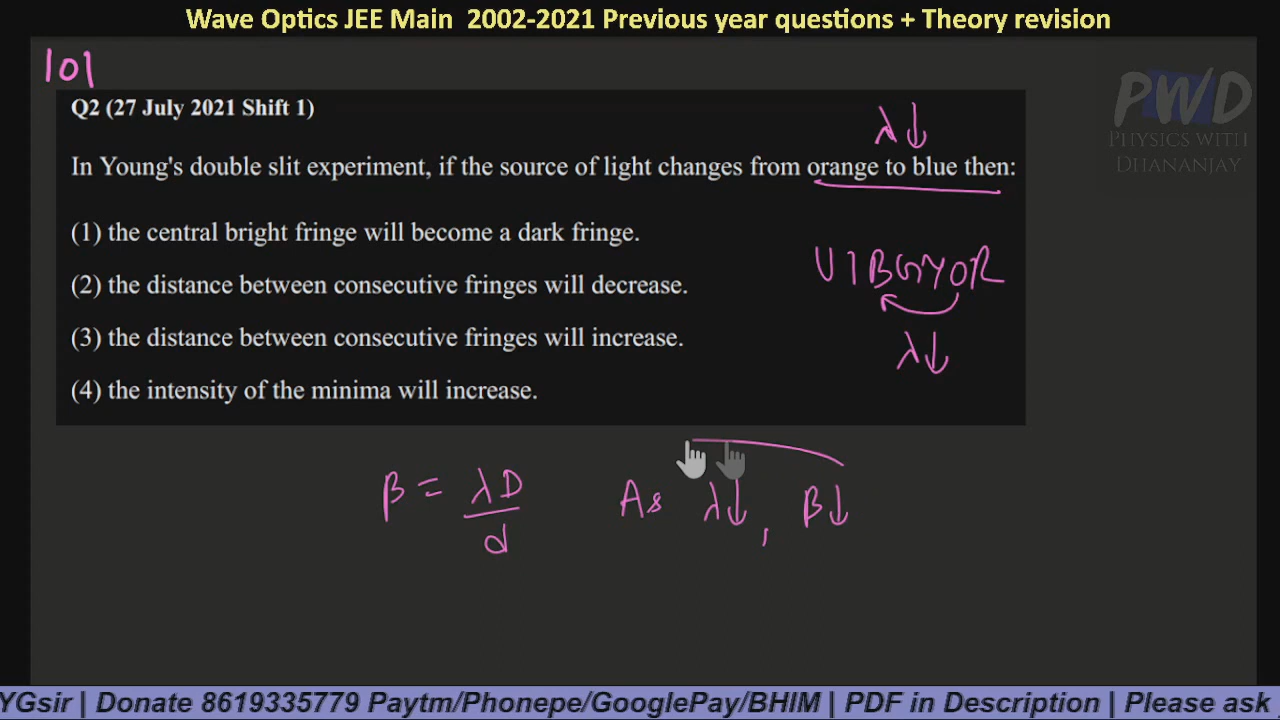 Wave Optics JEE Main 2002-2021 Previous year questions + Theory revision
101
PWD
PHYSICS WITH
DHANANJAY
Q2 (27 July 2021 Shift 1)
λ↓
In Young's double slit experiment, if the source of light changes from orange to blue then:
(1) the central bright fringe will become a dark fringe.
VIBGYOR
(2) the distance between consecutive fringes will decrease.
(3) the distance between consecutive fringes will increase.
λ↓
(4) the intensity of the minima will increase.
β = λD/d As λ↓, β↓
YGsir | Donate 8619335779 Paytm/Phonepe/GooglePay/BHIM | PDF in Description | Please ask